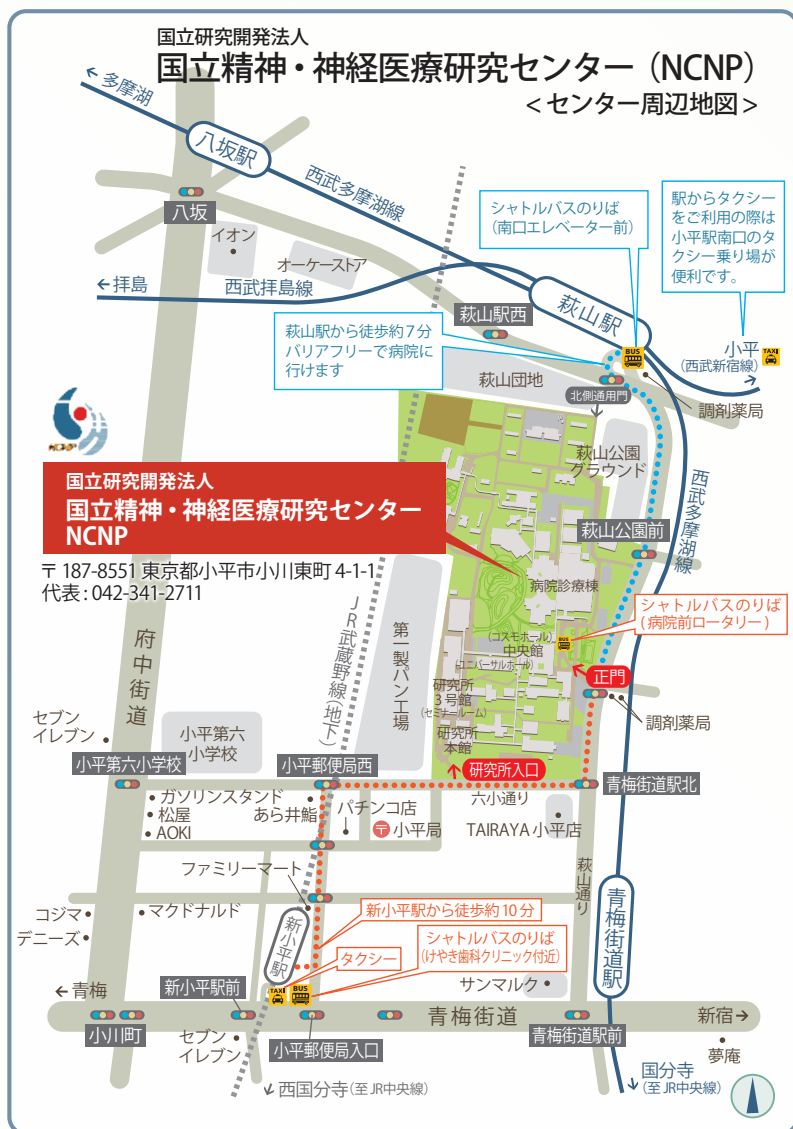 国立研究開発法人
国立精神・神経医療研究センター（NCNP）
＜センター周辺地図＞
←多摩湖
八坂駅
西武多摩湖線
八坂
イオン
オーケーストア
シャトルバスのりば
（南口エレベーター前）
駅からタクシー
をご利用の際は
小平駅南口のタ
クシー乗り場が
便利です。
←拝島
西武拝島線
萩山駅西
萩山駅
萩山駅から徒歩約7分
バリアフリーで病院に
行けます
BUS
小平
（西武新宿線）
TAXI
→
萩山団地
北側通用門
調剤薬局
NCNP
萩山公園
グラウンド
国立研究開発法人
国立精神・神経医療研究センター
NCNP
西武多摩湖線
萩山公園前
〒187-8551 東京都小平市小川東町 4-1-1
代表 : 042-341-2711
病院診療棟
シャトルバスのりば
(病院前ロータリー)
BUS
JR武蔵野線（地下）
第一製パン工場
府中街道
（コスモホール）
中央館
（ユニバーサルホール）
正門
研究所
3号館
（セミナールーム）
研究所
本館
調剤薬局
セブン
イレブン
小平第六
小学校
小平第六小学校
小平郵便局西
研究所入口
青梅街道駅北
六小通り
ガソリンスタンド
松屋
AOKI
あら井鮨
パチンコ店
〒小平局
TAIRAYA 小平店
萩山通り
ファミリーマート
コジマ
マクドナルド
デニーズ
新小平駅
新小平駅から徒歩約10分
タクシー
シャトルバスのりば
（けやき歯科クリニック付近）
青梅街道駅
サンマルク
←青梅
新小平駅前
TAXI
BUS
青梅街道
新宿→
小川町
セブン
イレブン
小平郵便局入口
青梅街道駅前
夢庵
西国分寺（至JR中央線）
国分寺
（至JR中央線）